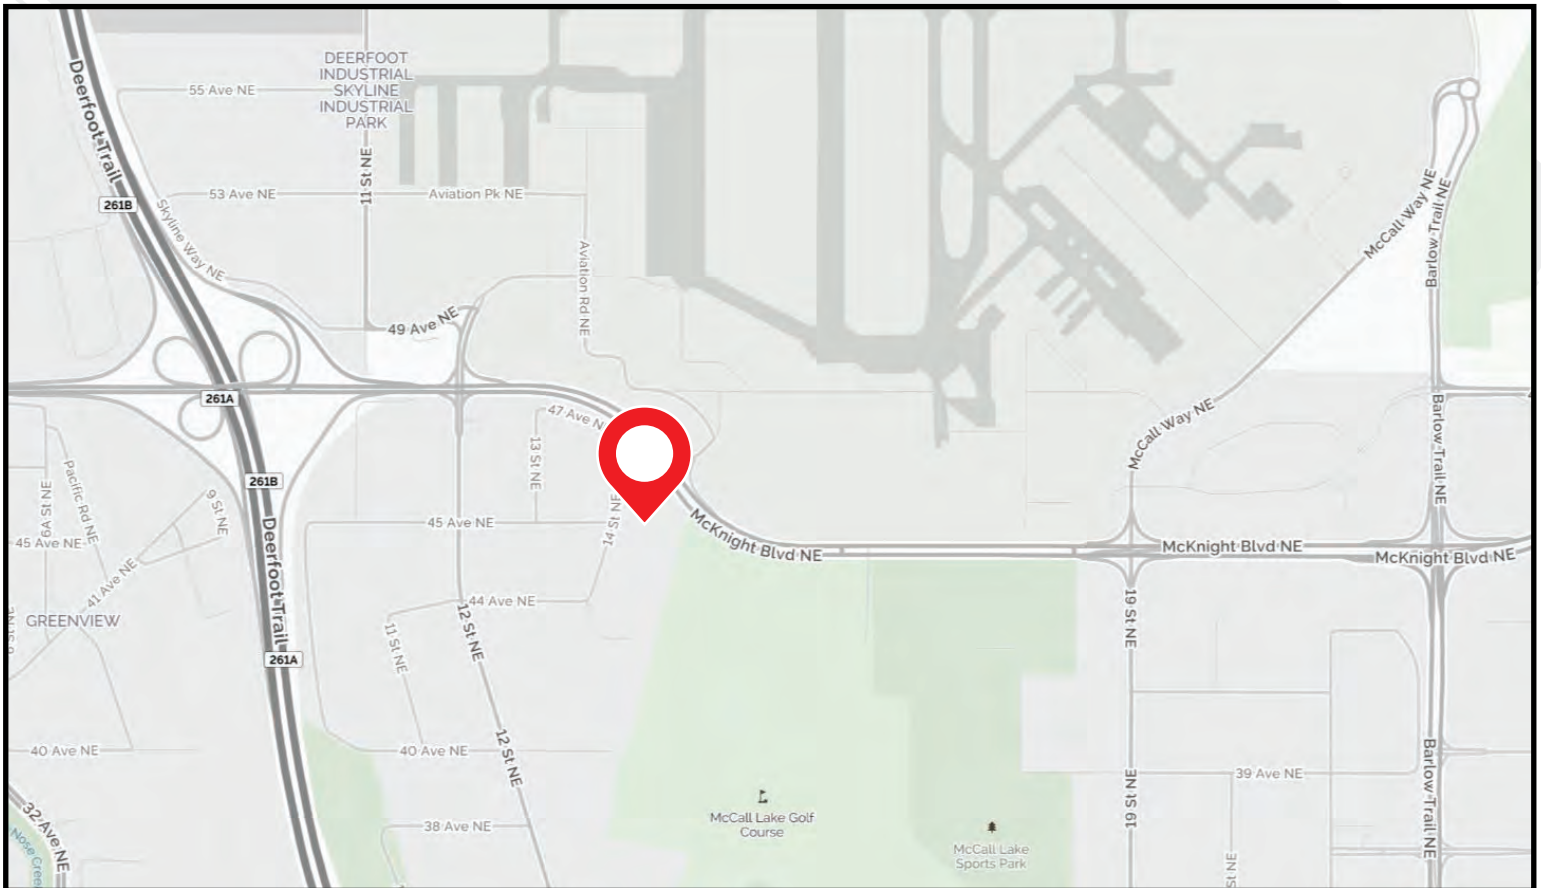 Deerfoot Trail
DEERFOOT
INDUSTRIAL
SKYLINE
INDUSTRIAL
PARK
55 Ave NE
11 St NE
53 Ave NE
Aviation Pk NE
261B
Skyline Way NE
Aviation Rd NE
49 Ave NE
McCall Way NE
Barlow Trail NE
261A
47 Ave N
McCall Way NE
Barlow Trail NE
13 St NE
Pacific Rd NE
6A St NE
9 St NE
261B
14 St NE
45 Ave NE
McKnight Blvd NE
McKnight Blvd NE
McKnight Blvd NE
45 Ave NE
Deerfoot Trail
41 Ave NE
44 Ave NE
12 St NE
11 St NE
19 St NE
GREENVIEW
261A
40 Ave NE
40 Ave NE
12 St NE
39 Ave NE
19 St NE
Barlow Trail NE
McCall Lake Golf
Course
38 Ave NE
32 Ave NE
McCall Lake
Sports Park
Nose Cree
St NE